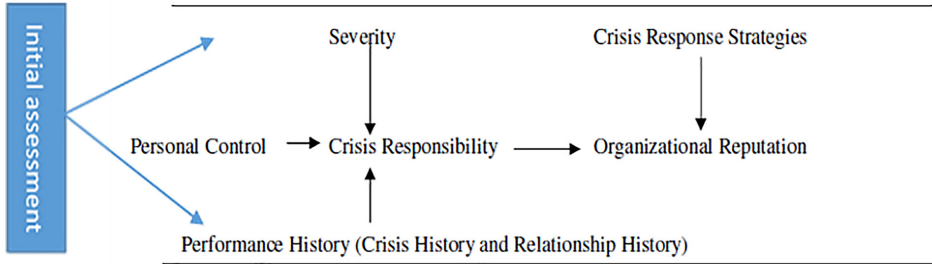 Initial assessment
Severity
Crisis Response Strategies
Personal Control
Crisis Responsibility
Organizational Reputation
Performance History (Crisis History and Relationship History)